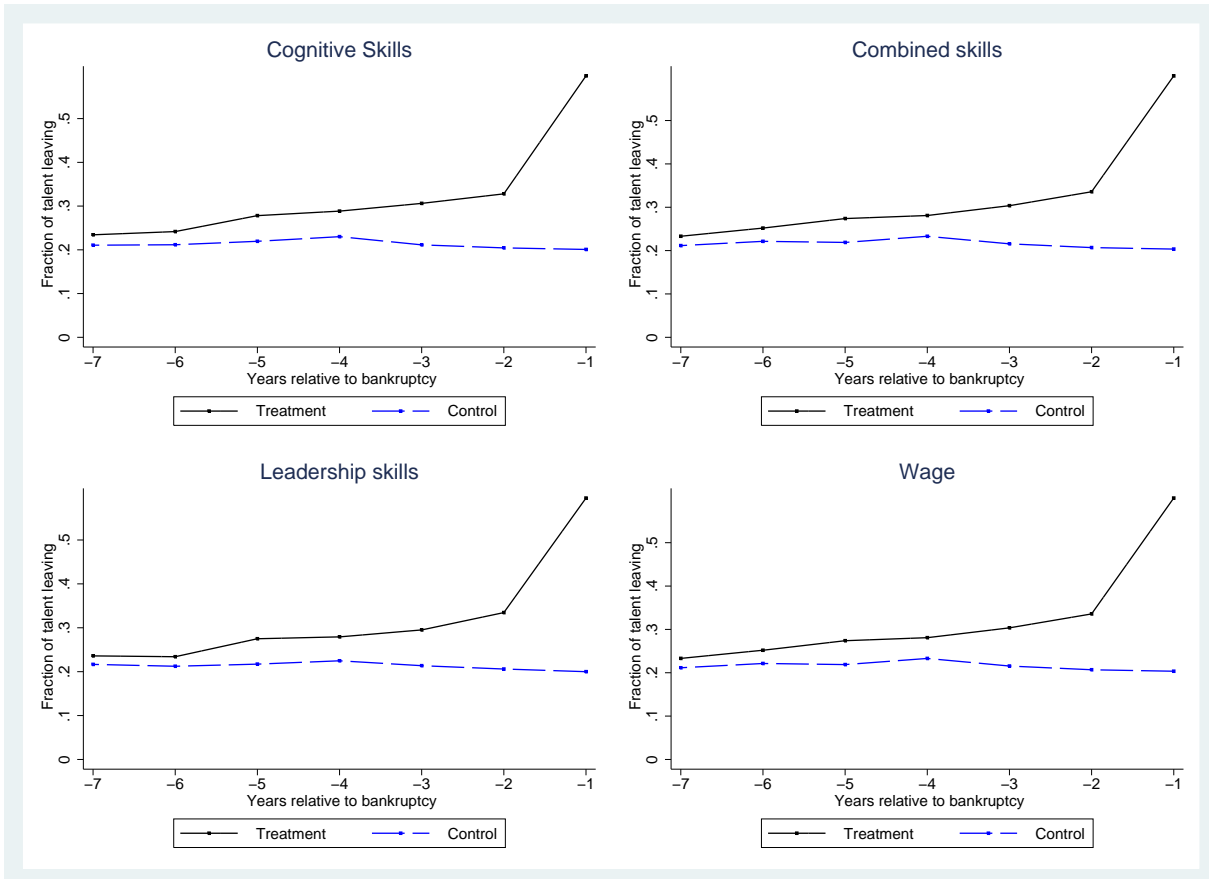 Cognitive Skills
Fraction of talent leaving
.5
.4
.3
.2
.1
0
−7 −6 −5 −4 −3 −2 −1
Years relative to bankruptcy
Treatment Control
Combined skills
Fraction of talent leaving
.5
.4
.3
.2
.1
0
−7 −6 −5 −4 −3 −2 −1
Years relative to bankruptcy
Treatment Control
Leadership skills
Fraction of talent leaving
.5
.4
.3
.2
.1
0
−7 −6 −5 −4 −3 −2 −1
Years relative to bankruptcy
Treatment Control
Wage
Fraction of talent leaving
.5
.4
.3
.2
.1
0
−7 −6 −5 −4 −3 −2 −1
Years relative to bankruptcy
Treatment Control